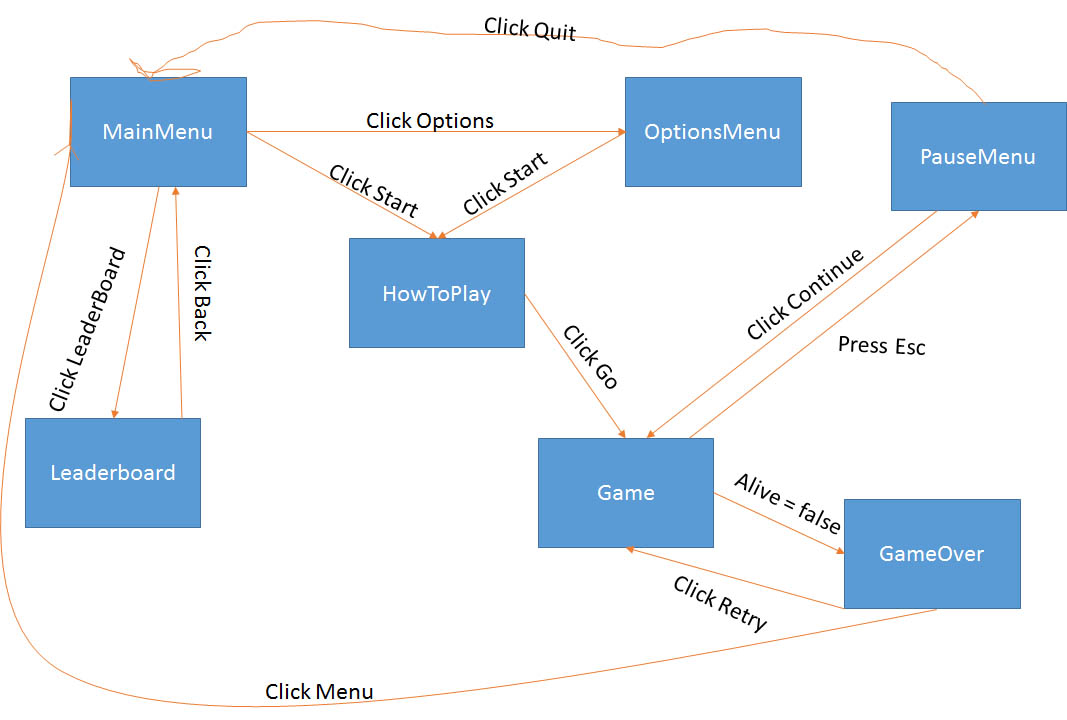 Click Quit
MainMenu
Click Options
OptionsMenu
PauseMenu
Click Start
Click Start
Click LeaderBoard
Click Back
HowToPlay
Click Continue
Press Esc
Click Go
Leaderboard
Game
Alive = false
GameOver
Click Retry
Click Menu